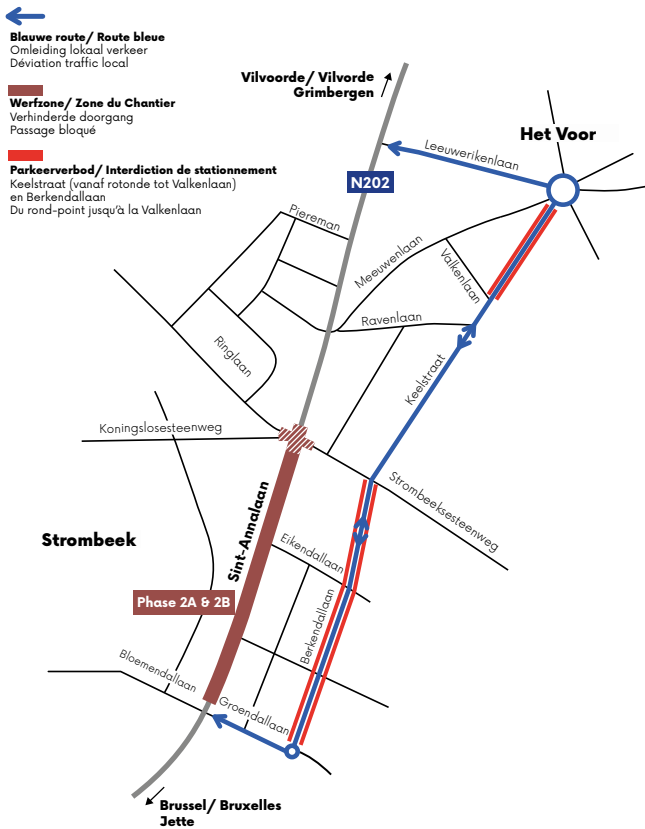 Blauwe route/ Route bleue
Omleiding lokaal verkeer
Déviation traffic local
Werfzone/ Zone du Chantier
Verhinderde doorgang
Passage bloqué
Parkeerverbod/ Interdiction de stationnement
Keelstraat (vanaf rotonde tot Valkenlaan)
en Berkendallaan
Du rond-point jusqu'à la Valkenlaan
Vilvoorde/ Vilvorde
Grimbergen
Het Voor
Leeuwerikenlaan
N202
Piereman
Meeuwenlaan
Valkenlaan
Ravenlaan
Ringlaan
Keelstraat
Koningslosesteenweg
Strombeeksesteenweg
Sint-Annalaan
Strombeek
Eikendallaan
Phase 2A & 2B
Berkendallaan
Bloemendallaan
Groendallaan
Brussel/ Bruxelles
Jette